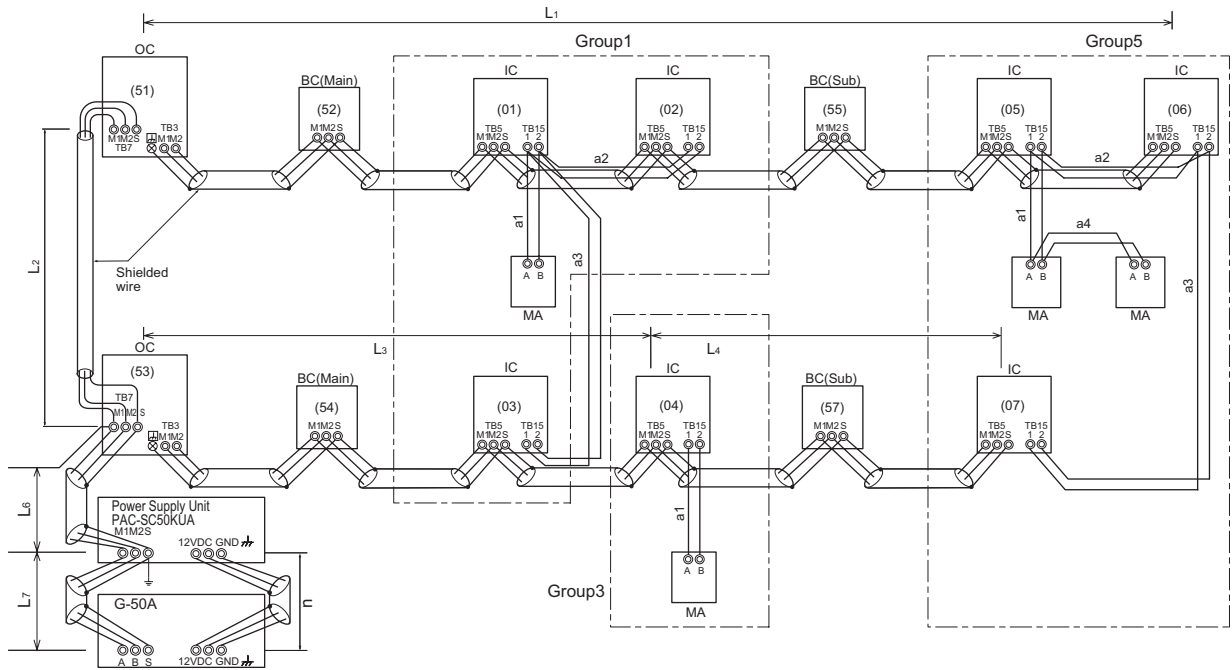 L1
Group1
Group5
OC
IC
IC
IC
IC
BC(Main)
BC(Sub)
(51)
(52)
(01)
(02)
(55)
(05)
(06)
M1M2S
TB7
TB3
M1M2
M1M2S
TB5
M1M2S
TB15
1 2
TB5
M1M2S
TB15
1 2
M1M2S
TB5
M1M2S
TB15
1 2
TB5
M1M2S
TB15
1 2
a2
a2
a1
a3
a1
a4
a3
L2
Shielded
wire
A B
MA
A B
MA
A B
MA
L3
L4
OC
IC
IC
IC
BC(Main)
BC(Sub)
(53)
(54)
(03)
(04)
(57)
(07)
TB7
M1M2 S
TB3
M1M2
M1M2S
TB5
M1M2S
TB15
1 2
TB5
M1M2S
TB15
1 2
M1M2S
TB5
M1M2S
TB15
1 2
L6
Power Supply Unit
PAC-SC50KUA
M1M2S
12VDC GND
a1
L7
n
G-50A
A B S
12VDC GND
Group3
A B
MA